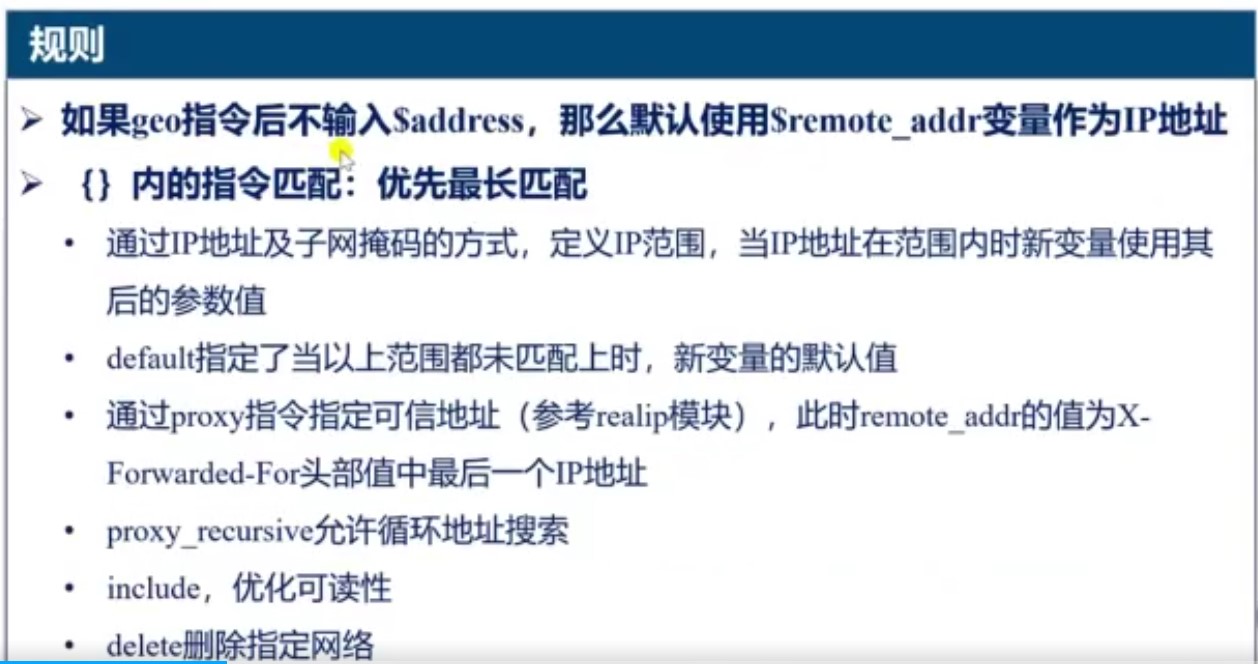 规则
如果geo指令后不输入$address，那么默认使用$remote_addr变量作为IP地址
{} 内的指令匹配：优先最长匹配
通过IP地址及子网掩码的方式，定义IP范围，当IP地址在范围内时新变量使用其
后的参数值
default指定了当以上范围都未匹配上时，新变量的默认值
通过proxy指令指定可信地址（参考realip模块），此时remote_addr的值为X-
Forwarded-For头部值中最后一个IP地址
proxy_recursive允许循环地址搜索
include，优化可读性
delete删除指定网络